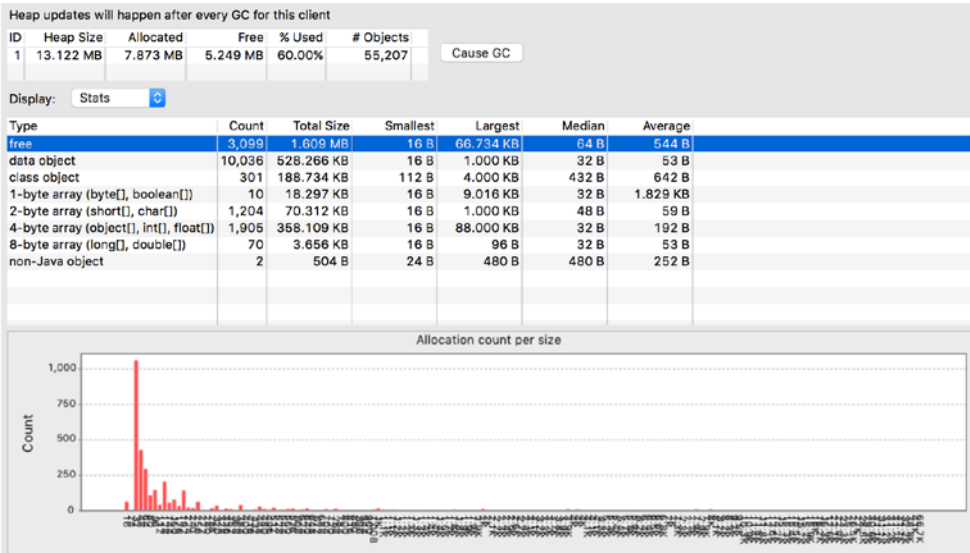 Heap updates will happen after every GC for this client
ID Heap Size Allocated Free % Used # Objects
1 13.122 MB 7.873 MB 5.249 MB 60.00% 55,207
Cause GC
Display: Stats
Type Count Total Size Smallest Largest Median Average
free 3,099 1.609 MB 16 B 66.734 KB 64 B 544 B
data object 10,036 528.266 KB 16 B 1.000 KB 32 B 53 B
class object 301 188.734 KB 112 B 4.000 KB 432 B 642 B
1-byte array (byte[], boolean[]) 10 18.297 KB 16 B 9.016 KB 32 B 1.829 KB
2-byte array (short[], char[]) 1,204 70.312 KB 16 B 1.000 KB 48 B 59 B
4-byte array (object[], int[], float[]) 1,905 358.109 KB 16 B 88.000 KB 32 B 192 B
8-byte array (long[], double[]) 70 3.656 KB 16 B 96 B 32 B 53 B
non-Java object 2 504 B 24 B 480 B 480 B 252 B
Allocation count per size
Count
1,000
750
500
250
0